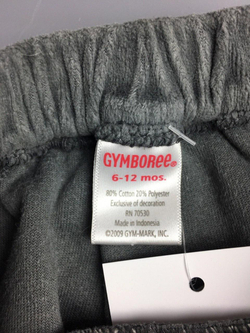 GYMBOREE®
6-12 mos.
80% Cotton 20% Polyester
Exclusive of decoration
RN 70530
Made in Indonesia
©2009 GYM-MARK, INC.